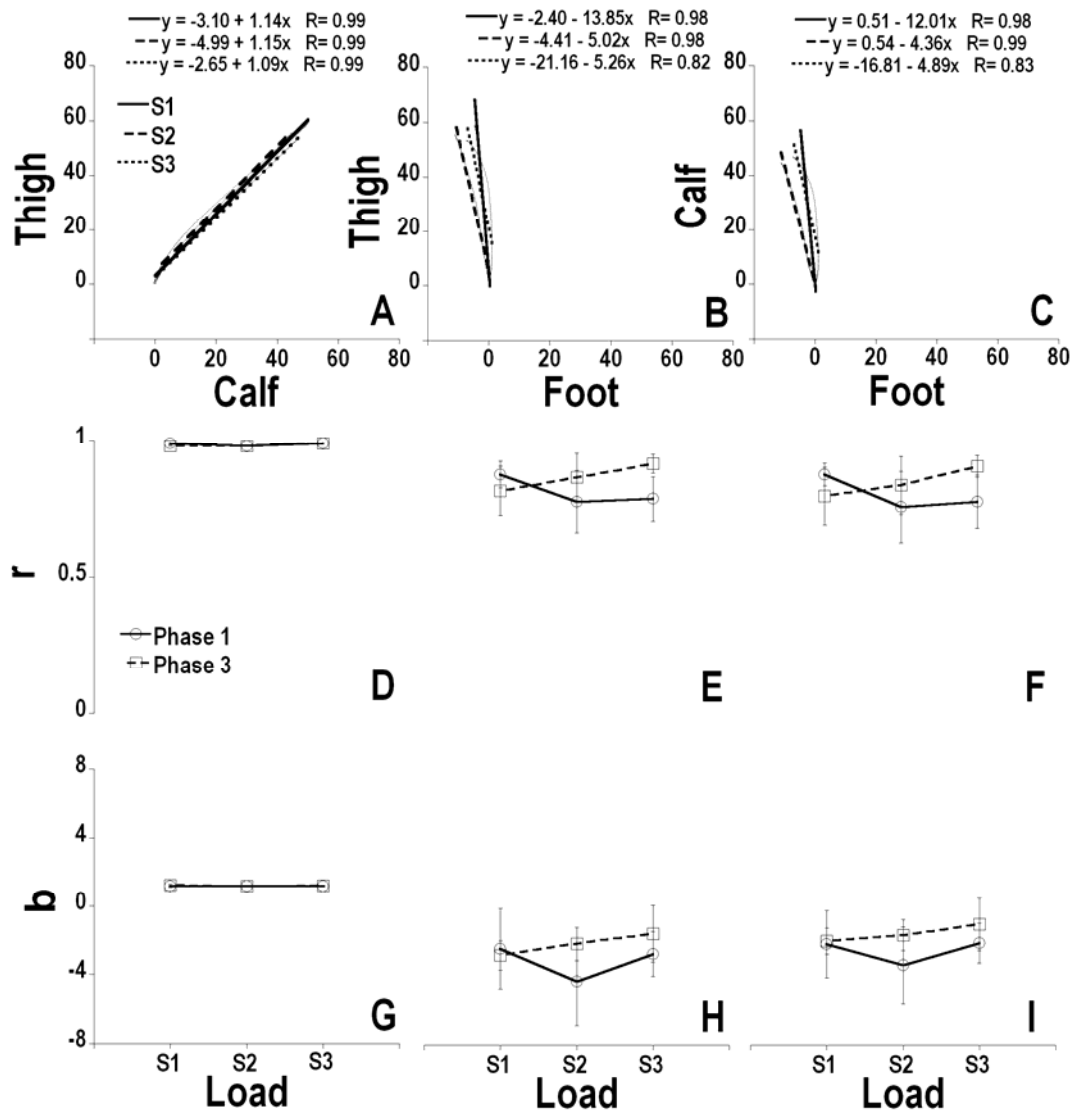 y = -3.10 + 1.14x R= 0.99
y = -4.99 + 1.15x R= 0.99
y = -2.65 + 1.09x R= 0.99
y = -2.40 - 13.85x R= 0.98
y = -4.41 - 5.02x R= 0.98
y = -21.16 - 5.26x R= 0.82
y = 0.51 - 12.01x R= 0.98
y = 0.54 - 4.36x R= 0.99
y = -16.81 - 4.89x R= 0.83
Thigh
80
60
40
20
0
S1
S2
S3
A
0 20 40 60 80
Calf
Thigh
80
60
40
20
0
B
0 20 40 60 80
Foot
Calf
80
60
40
20
0
C
0 20 40 60 80
Foot
r
1
0.5
0
Phase 1
Phase 3
D
E
F
b
8
4
0
-4
-8
G
H
I
S1 S2 S3
Load
S1 S2 S3
Load
S1 S2 S3
Load